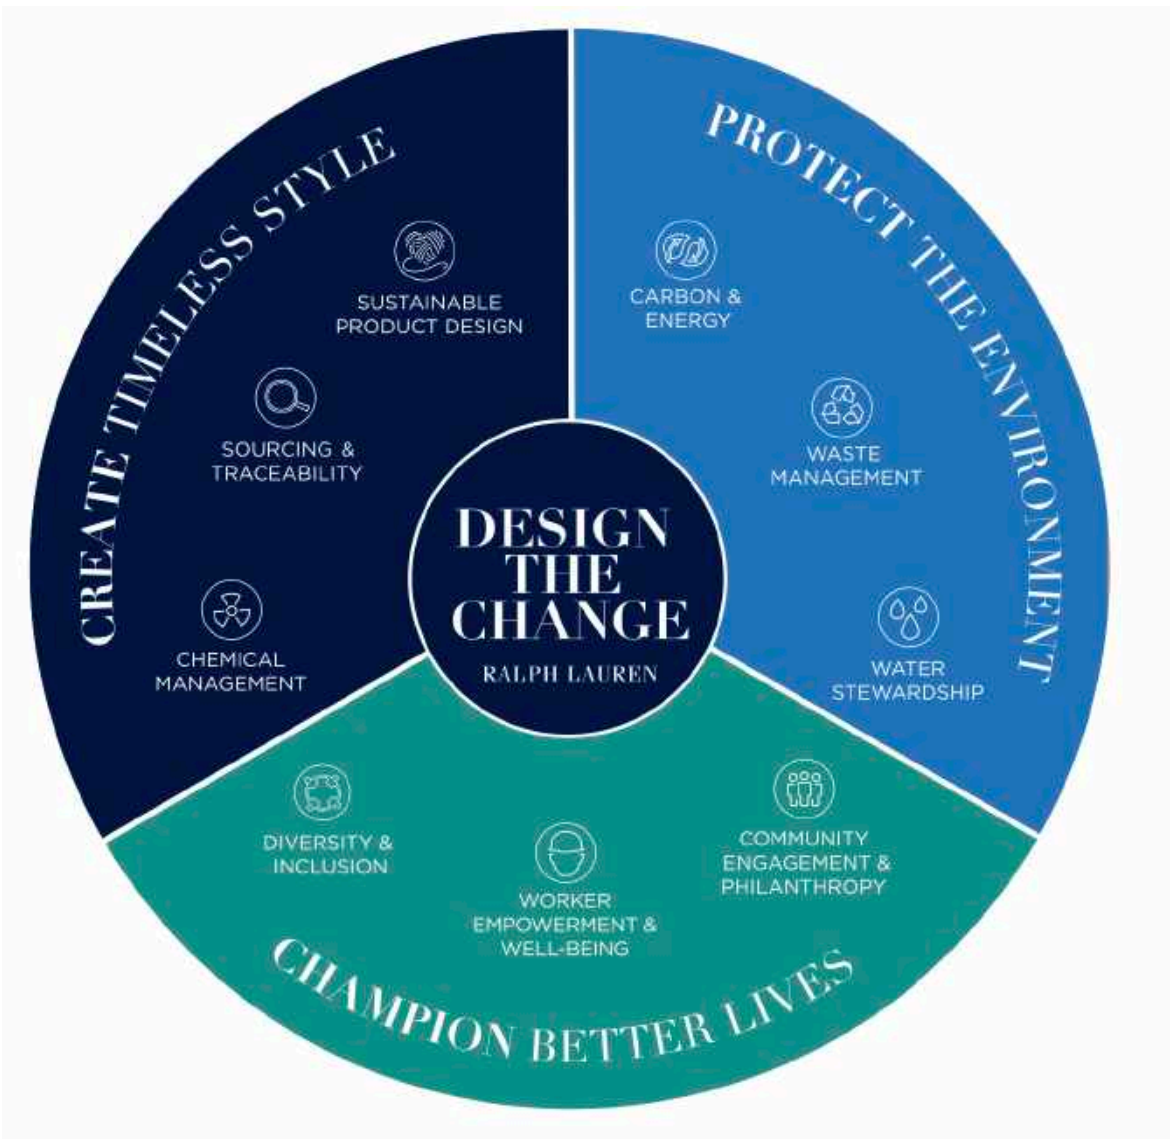 CREATE TIMELESS STYLE
SUSTAINABLE
PRODUCT DESIGN
SOURCING &
TRACEABILITY
CHEMICAL
MANAGEMENT
PROTECT THE ENVIRONMENT
CARBON &
ENERGY
WASTE
MANAGEMENT
WATER
STEWARDSHIP
DESIGN
THE
CHANGE
RALPH LAUREN
DIVERSITY &
INCLUSION
WORKER
EMPOWERMENT &
WELL-BEING
COMMUNITY
ENGAGEMENT &
PHILANTHROPY
CHAMPION BETTER LIVES